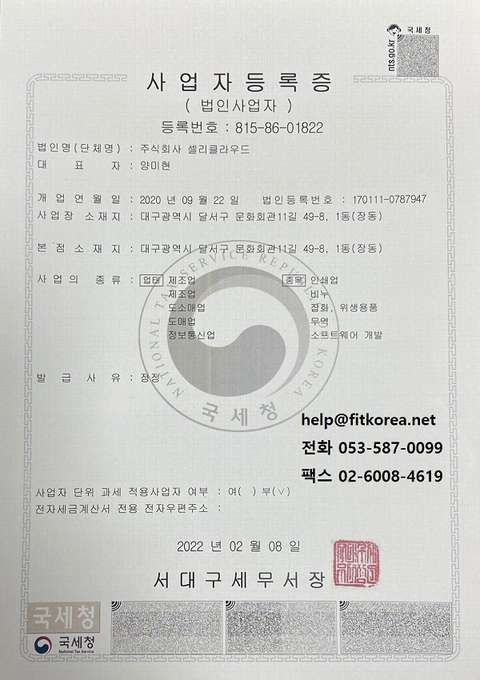 국세청
nts.go.kr
사업자등록증
( 법인사업자 )
등록번호 : 815-86-01822
법인명(단체명) : 주식회사 셀리클라우드
대 표 자 : 양미현
개 업 연 월 일 : 2020 년 09 월 22 일 법인등록번호 : 170111-0787947
사업장 소재지 : 대구광역시 달서구 문화회관11길 49-8, 1동(장동)
본 점 소 재 지 : 대구광역시 달서구 문화회관11길 49-8, 1동(장동)
사업의 종류 : 업태 제조업 종목 인쇄업
제조업 비누
도소매업 잡화, 위생용품
도매업 무역
정보통신업 소프트웨어 개발
NATIONAL TAX SERVICE REPUBLIC OF KOREA
국세청
발 급 사 유 : 정정
help@fitkorea.net
전화 053-587-0099
팩스 02-6008-4619
사업자 단위 과세 적용사업자 여부 : 여( ) 부(∨)
전자세금계산서 전용 전자우편주소 :
2022 년 02 월 08 일
서대구세무서장
국세청
국세청
National Tax Service